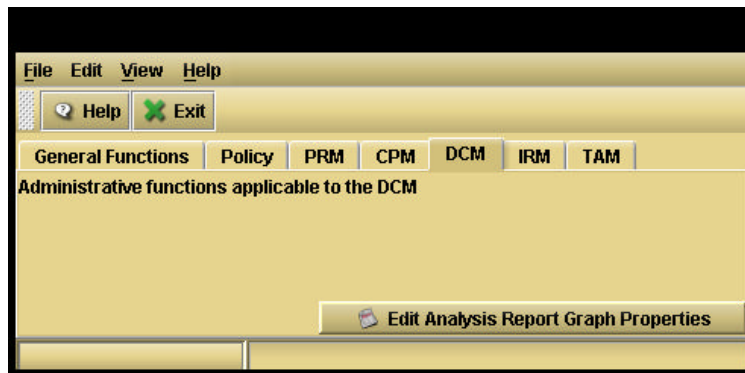 File Edit View Help
Help Exit
General Functions Policy PRM CPM DCM IRM TAM
Administrative functions applicable to the DCM
Edit Analysis Report Graph Properties